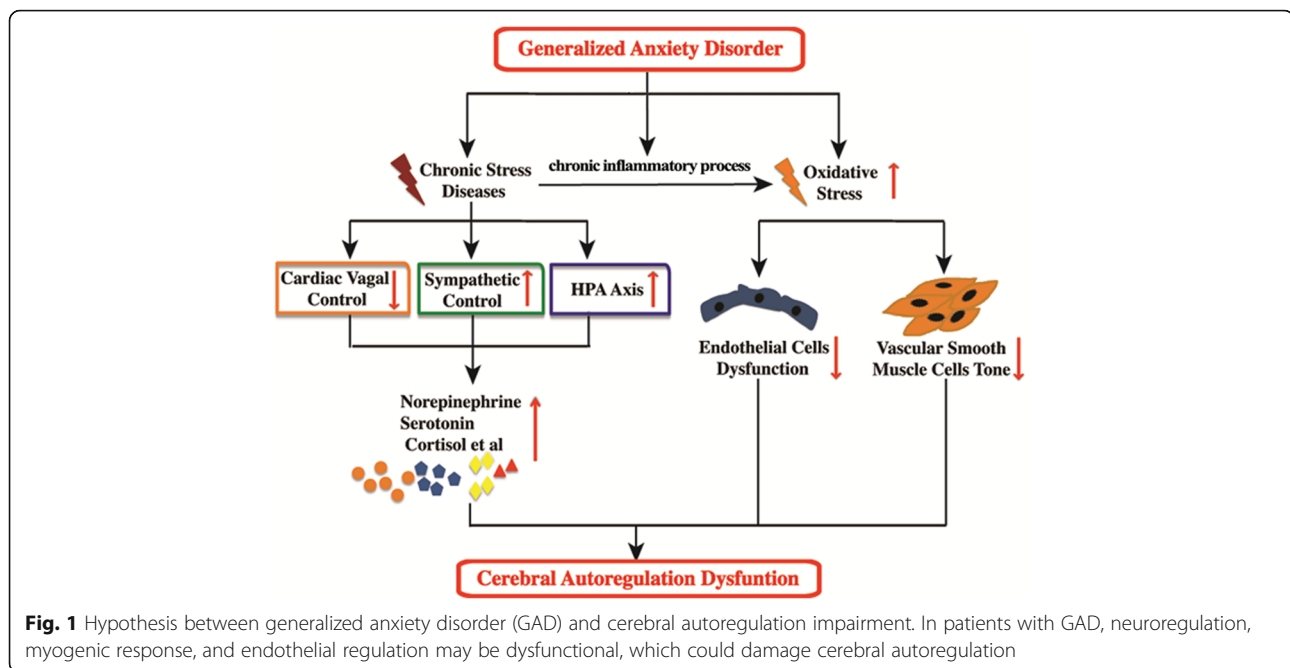 Generalized Anxiety Disorder
chronic inflammatory process
Chronic Stress
Diseases
Oxidative
Stress
Cardiac Vagal
Control
Sympathetic
Control
HPA Axis
Endothelial Cells
Dysfunction
Vascular Smooth
Muscle Cells Tone
Norepinephrine
Serotonin
Cortisol et al
Cerebral Autoregulation Dysfuntion
Fig. 1 Hypothesis between generalized anxiety disorder (GAD) and cerebral autoregulation impairment. In patients with GAD, neuroregulation,
myogenic response, and endothelial regulation may be dysfunctional, which could damage cerebral autoregulation